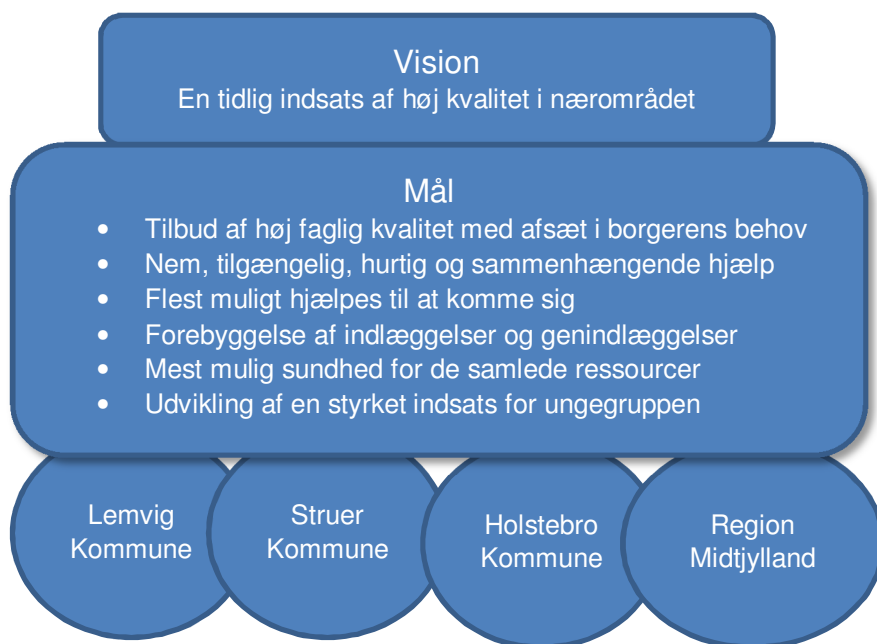 Vision
En tidlig indsats af høj kvalitet i nærområdet
Mål
• Tilbud af høj faglig kvalitet med afsæt i borgerens behov
• Nem, tilgængelig, hurtig og sammenhængende hjælp
• Flest muligt hjælpes til at komme sig
• Forebyggelse af indlæggelser og genindlæggelser
• Mest mulig sundhed for de samlede ressourcer
• Udvikling af en styrket indsats for ungegruppen
Lemvig
Kommune
Struer
Kommune
Holstebro
Kommune
Region
Midtjylland